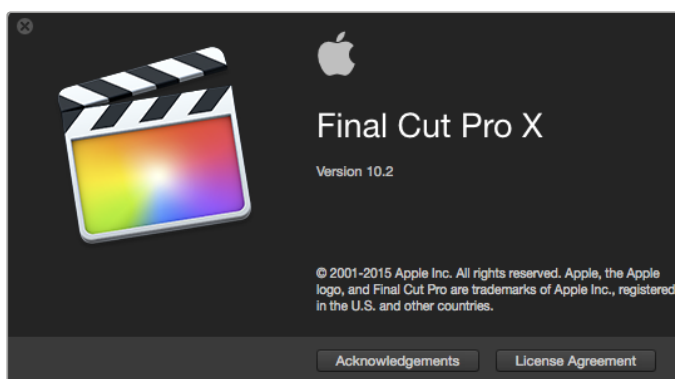 Final Cut Pro X
Version 10.2
© 2001-2015 Apple Inc. All rights reserved. Apple, the Apple
logo, and Final Cut Pro are trademarks of Apple Inc., registered
in the U.S. and other countries.
Acknowledgements License Agreement